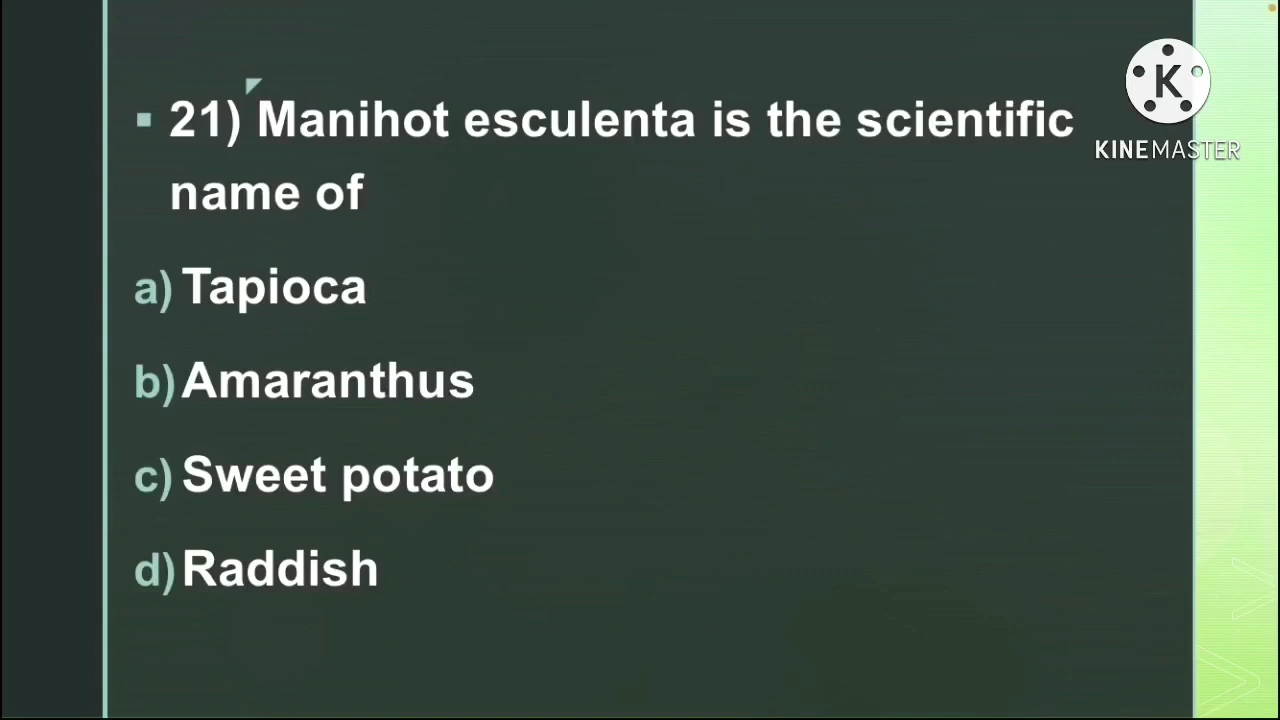 21) Manihot esculenta is the scientific
name of
a) Tapioca
b) Amaranthus
c) Sweet potato
d) Raddish
K
KINEMASTER